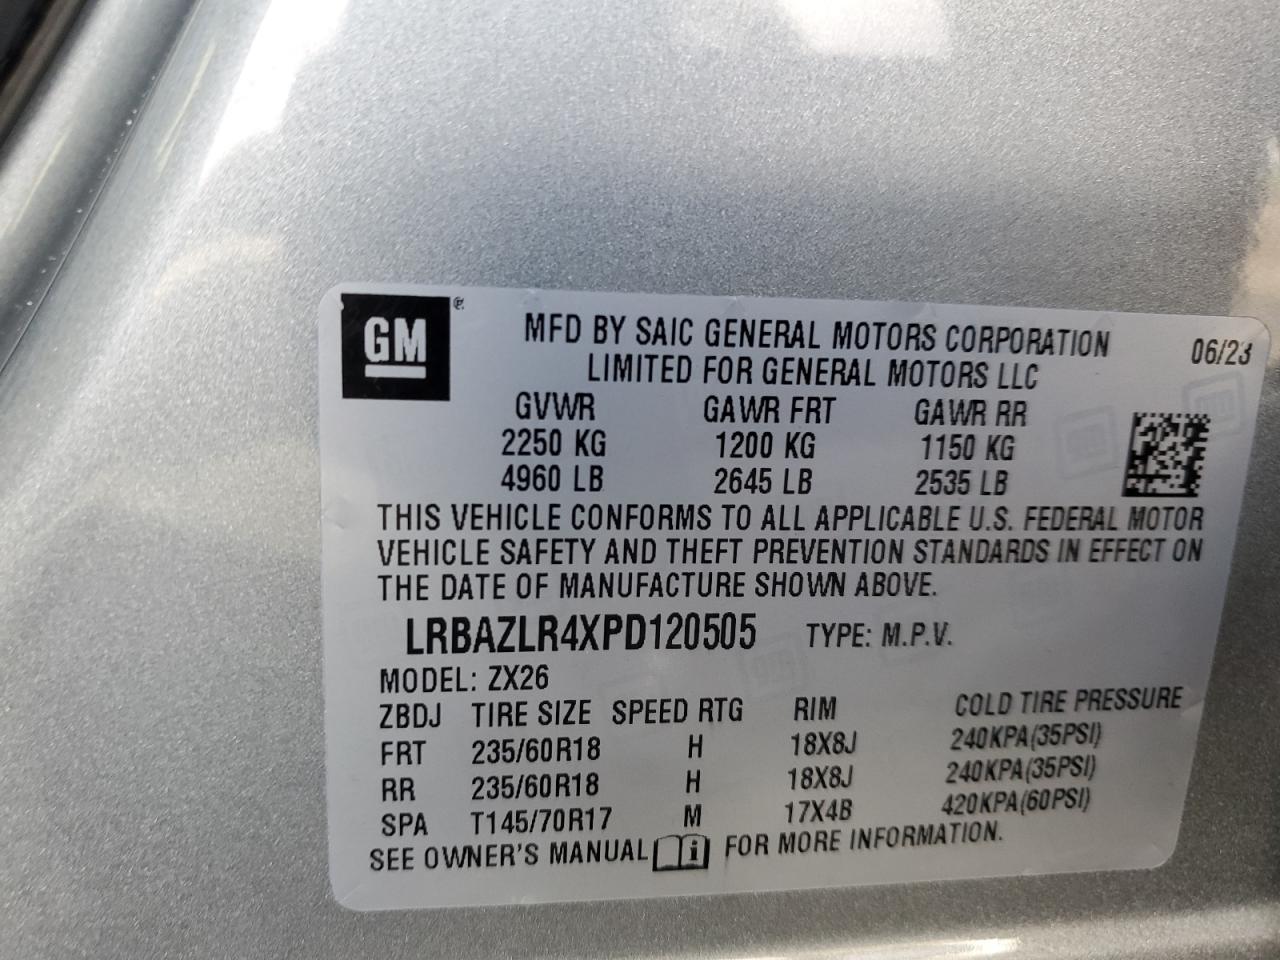 GM
MFD BY SAIC GENERAL MOTORS CORPORATION 06/23
LIMITED FOR GENERAL MOTORS LLC
GVWR GAWR FRT GAWR RR
2250 KG 1200 KG 1150 KG
4960 LB 2645 LB 2535 LB
THIS VEHICLE CONFORMS TO ALL APPLICABLE U.S. FEDERAL MOTOR
VEHICLE SAFETY AND THEFT PREVENTION STANDARDS IN EFFECT ON
THE DATE OF MANUFACTURE SHOWN ABOVE.
LRBAZLR4XPD120505 TYPE: M.P.V.
MODEL: ZX26
ZBDJ TIRE SIZE SPEED RTG RIM COLD TIRE PRESSURE
FRT 235/60R18 H 18X8J 240KPA(35PSI)
RR 235/60R18 H 18X8J 240KPA(35PSI)
SPA T145/70R17 M 17X4B 420KPA(60PSI)
SEE OWNER'S MANUAL i FOR MORE INFORMATION.